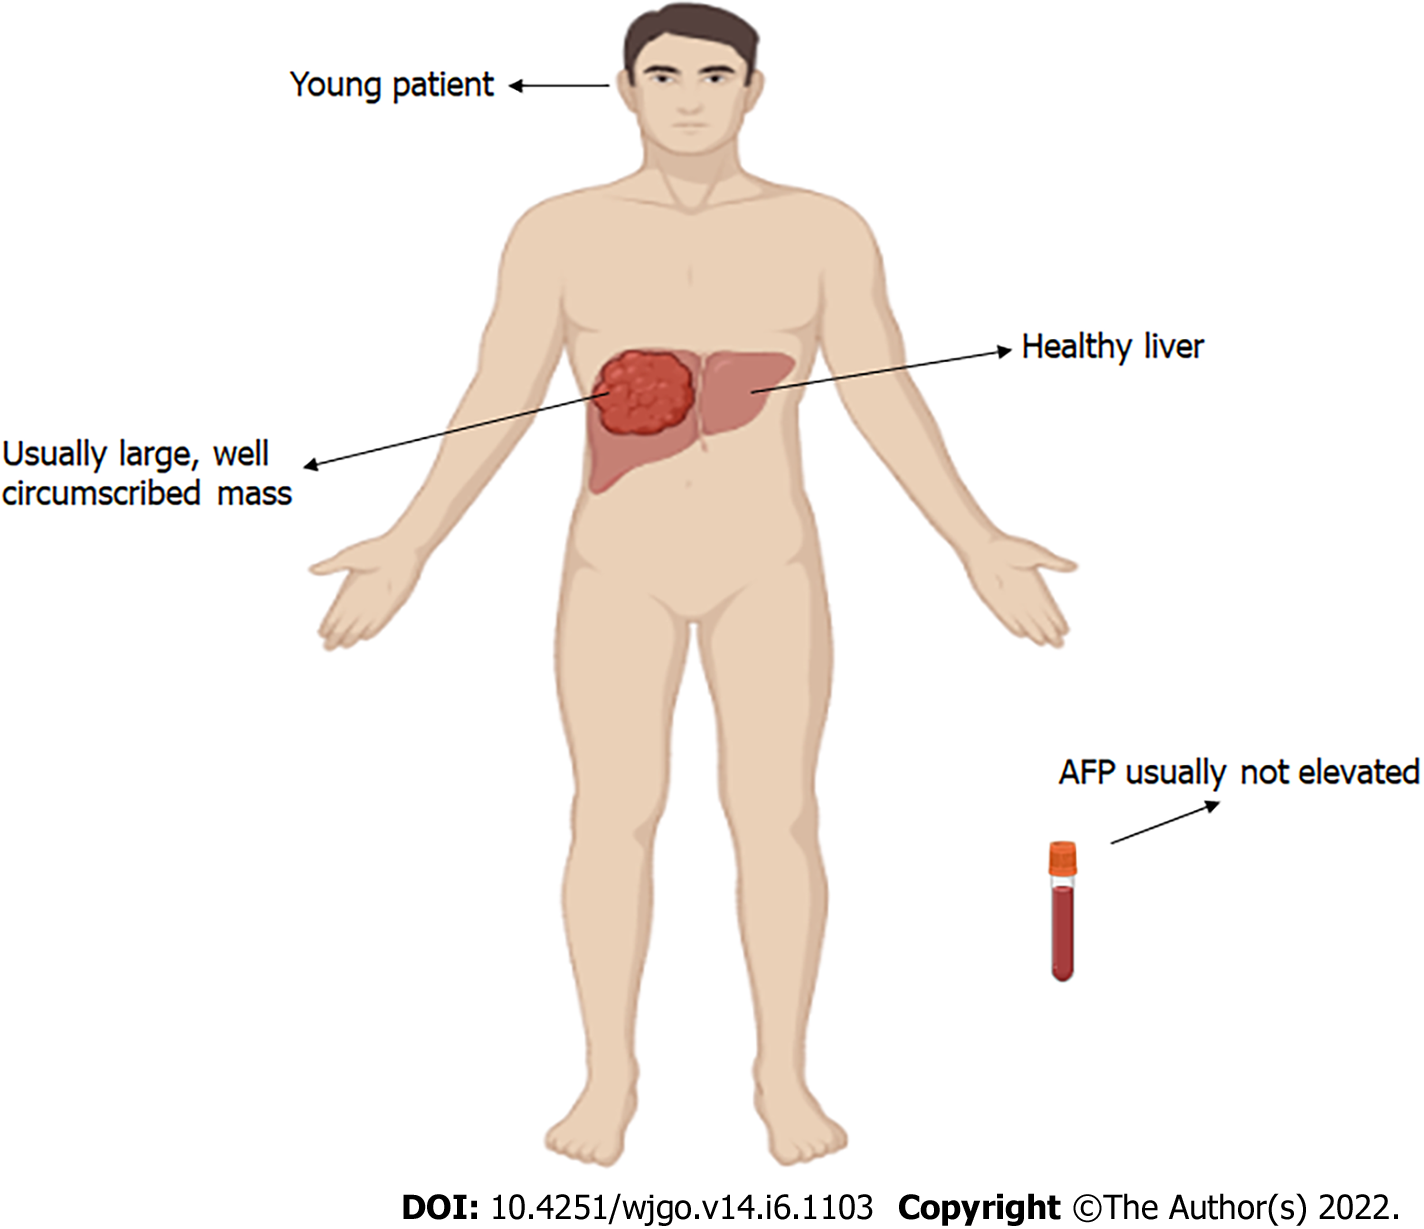 Young patient
Healthy liver
Usually large, well
circumscribed mass
AFP usually not elevated
DOI: 10.4251/wjgo.v14.i6.1103 Copyright ©The Author(s) 2022.